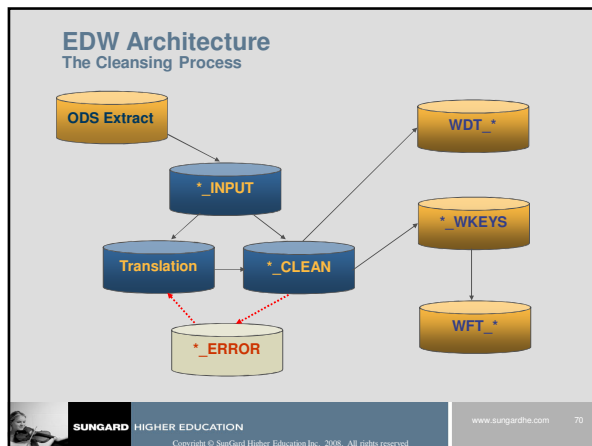 EDW Architecture
The Cleansing Process
ODS Extract
WDT_*
*_INPUT
*_WKEYS
Translation
*_CLEAN
WFT_*
*_ERROR
SUNGARD HIGHER EDUCATION
www.sungardhe.com 70
Copyright © SunGard Higher Education Inc. 2008. All rights reserved